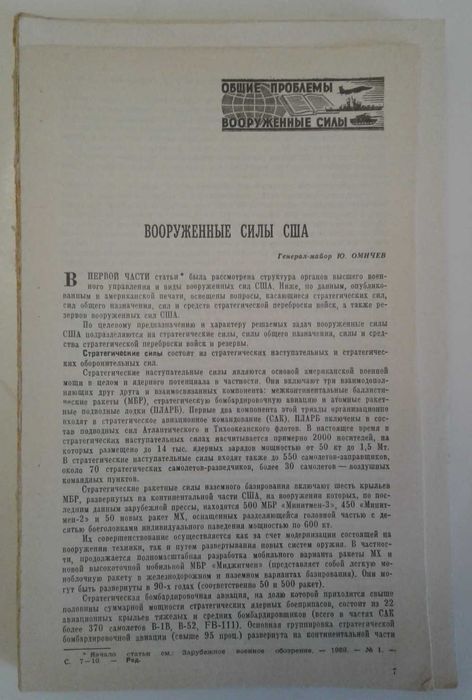 ОБЩИЕ ПРОБЛЕМЫ
ВООРУЖЕННЫЕ СИЛЫ
ВООРУЖЕННЫЕ СИЛЫ США
Генерал-майор Ю. ОМИЧЕВ
В ПЕРВОЙ ЧАСТИ статьи* была рассмотрена структура органов высшего воен-
ного управления и виды вооруженных сил США. Ниже, по данным, опублико-
ванным в американской печати, освещены вопросы, касающиеся стратегических сил,
сил общего назначения, сил и средств стратегической переброски войск, а также ре-
зервов вооруженных сил США.
По целевому предназначению и характеру решаемых задач вооруженные силы
США подразделяются на стратегические силы, силы общего назначения, силы и сред-
ства стратегической переброски войск и резервы.
Стратегические силы состоят из стратегических наступательных и стратегиче-
ских оборонительных сил.
Стратегические наступательные силы являются основой американской военной
мощи в целом и ядерного потенциала в частности. Они включают три взаимодопол-
няющих друг друга и взаимосвязанных компонента: межконтинентальные баллисти-
ческие ракеты (МБР), стратегическую бомбардировочную авиацию и атомные ракет-
ные подводные лодки (ПЛАРБ). Первые два компонента этой триады организационно
входят в стратегическое авиационное командование (САК), ПЛАРБ включены в со-
став подводных сил Атлантического и Тихоокеанского флотов. В настоящее время в
стратегических наступательных силах насчитывается примерно 2000 носителей, на
которых размещено до 14 тыс. ядерных зарядов мощностью от 50 кт до 1,5 Мт.
В стратегические наступательные силы входят также до 550 самолетов-заправщиков,
около 70 стратегических самолетов-разведчиков, более 30 самолетов — воздушных
командных пунктов.
Стратегические ракетные силы наземного базирования включают шесть крыльев
МБР, развернутых на континентальной части США, на вооружении которых, по по-
следним данным зарубежной прессы, находятся 500 МБР «Минитмен-3», 450 «Минит-
мен-2» и 50 новых ракет МХ, оснащенных разделяющейся головной частью с де-
сятью боеголовками индивидуального наведения мощностью по 600 кт.
Их совершенствование осуществляется как за счет модернизации состоящей на
вооружении техники, так и путем развертывания новых систем оружия. В частнос-
ти, продолжается полномасштабная разработка мобильного варианта ракеты МХ и
новой высокоточной мобильной МБР «Миджитмен» (представляет собой легкую мо-
ноблочную ракету в железнодорожном и наземном вариантах базирования). Они мо-
гут быть развернуты в 90-х годах (соответственно 50 и 500 ракет).
Стратегическая бомбардировочная авиация, на долю которой приходится свыше
половины суммарной мощности стратегических ядерных боеприпасов, состоит из 22
авиационных крыльев тяжелых и средних бомбардировщиков (всего в частях САК
более 370 самолетов В-1В, В-52, FB-111). Основная группировка стратегической
бомбардировочной авиации (свыше 95 проц.) развернута на континентальной части
* Начало статьи см.: Зарубежное военное обозрение. — 1989. — № 1. —
С. 7—10. — Ред.
7